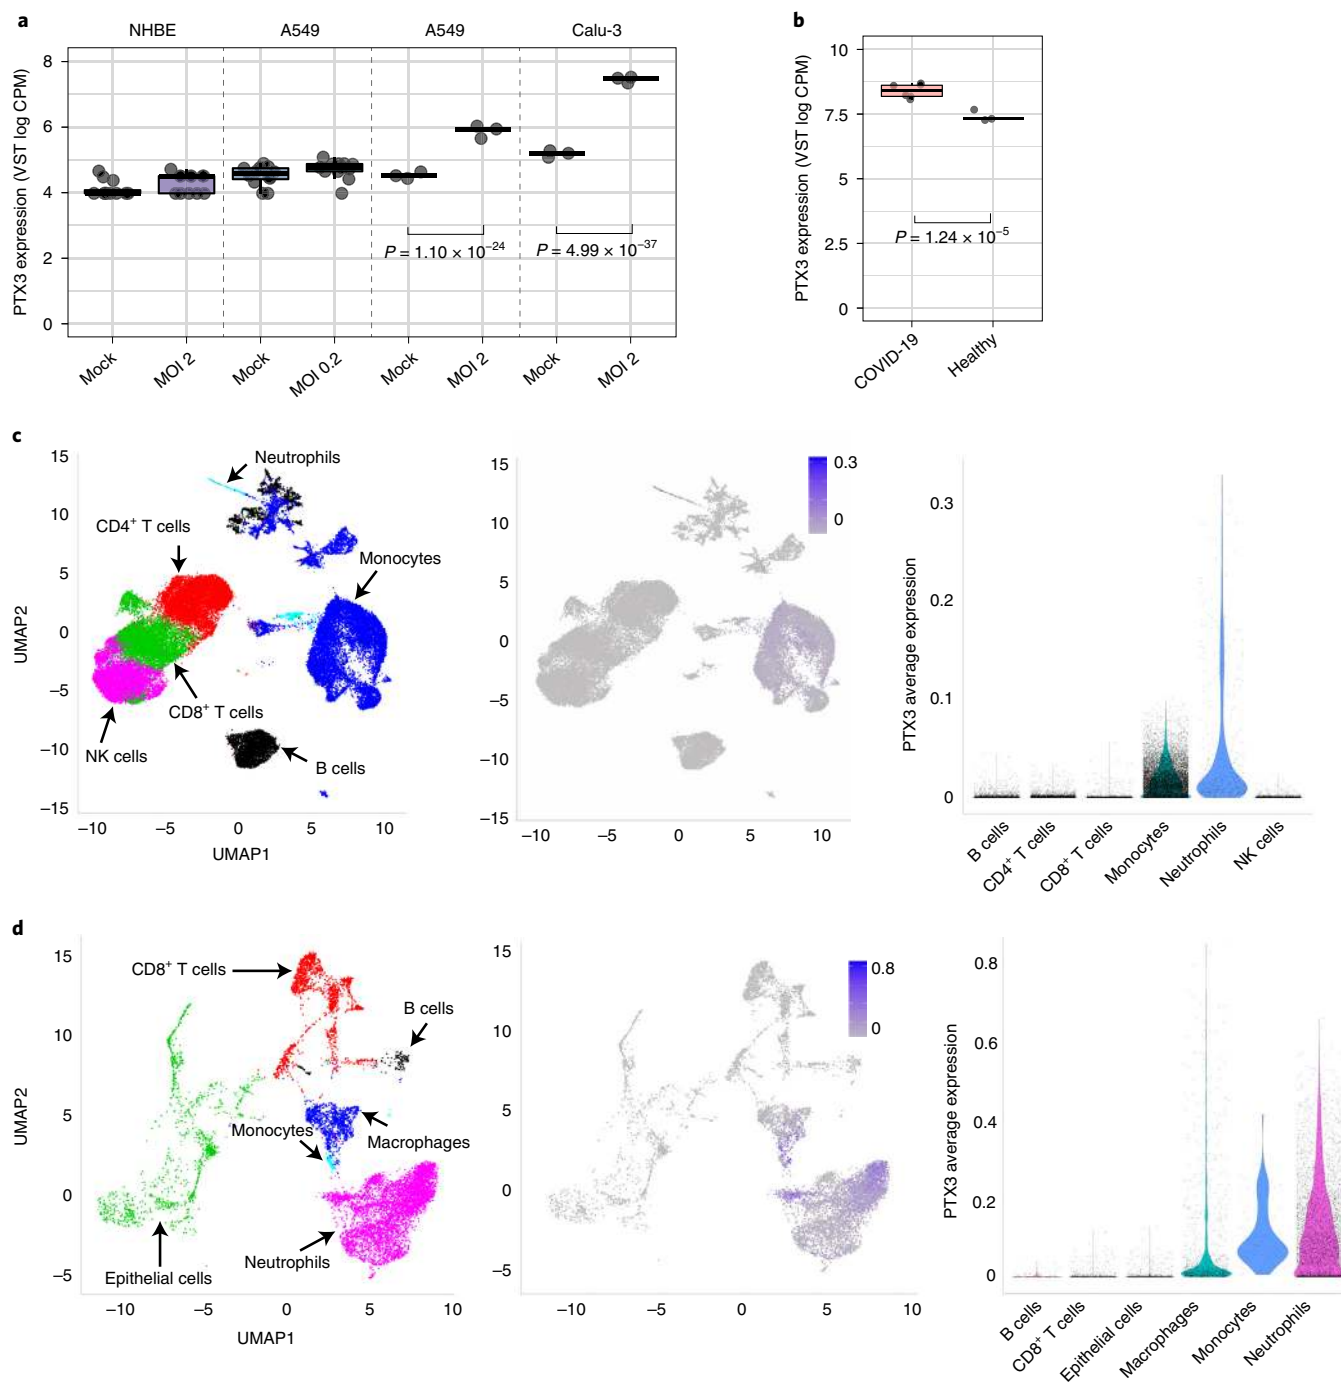 a
NHBE A549 A549 Calu-3
PTX3 expression (VST log CPM)
8
6
4
2
0
P = 1.10 × 10⁻²⁴
P = 4.99 × 10⁻³⁷
Mock MOI 2 Mock MOI 0.2 Mock MOI 2 Mock MOI 2
b
PTX3 expression (VST log CPM)
10
7.5
5
2.5
0
P = 1.24 × 10⁻⁵
COVID-19 Healthy
c
UMAP2
15
10
5
0
−5
−10
−15
Neutrophils
CD4⁺ T cells
Monocytes
CD8⁺ T cells
NK cells
B cells
−10 −5 0 5 10
UMAP1
15
10
5
0
−5
−10
−15
−10 −5 0 5 10
0.3
0
PTX3 average expression
0.3
0.2
0.1
0
B cells CD4⁺ T cells CD8⁺ T cells Monocytes Neutrophils NK cells
d
UMAP2
15
10
5
0
−5
CD8⁺ T cells
B cells
Monocytes
Macrophages
Neutrophils
Epithelial cells
−10 −5 0 5 10
UMAP1
15
10
5
0
−5
−10 −5 0 5 10
0.8
0
PTX3 average expression
0.8
0.6
0.4
0.2
0
B cells CD8⁺ T cells Epithelial cells Macrophages Monocytes Neutrophils